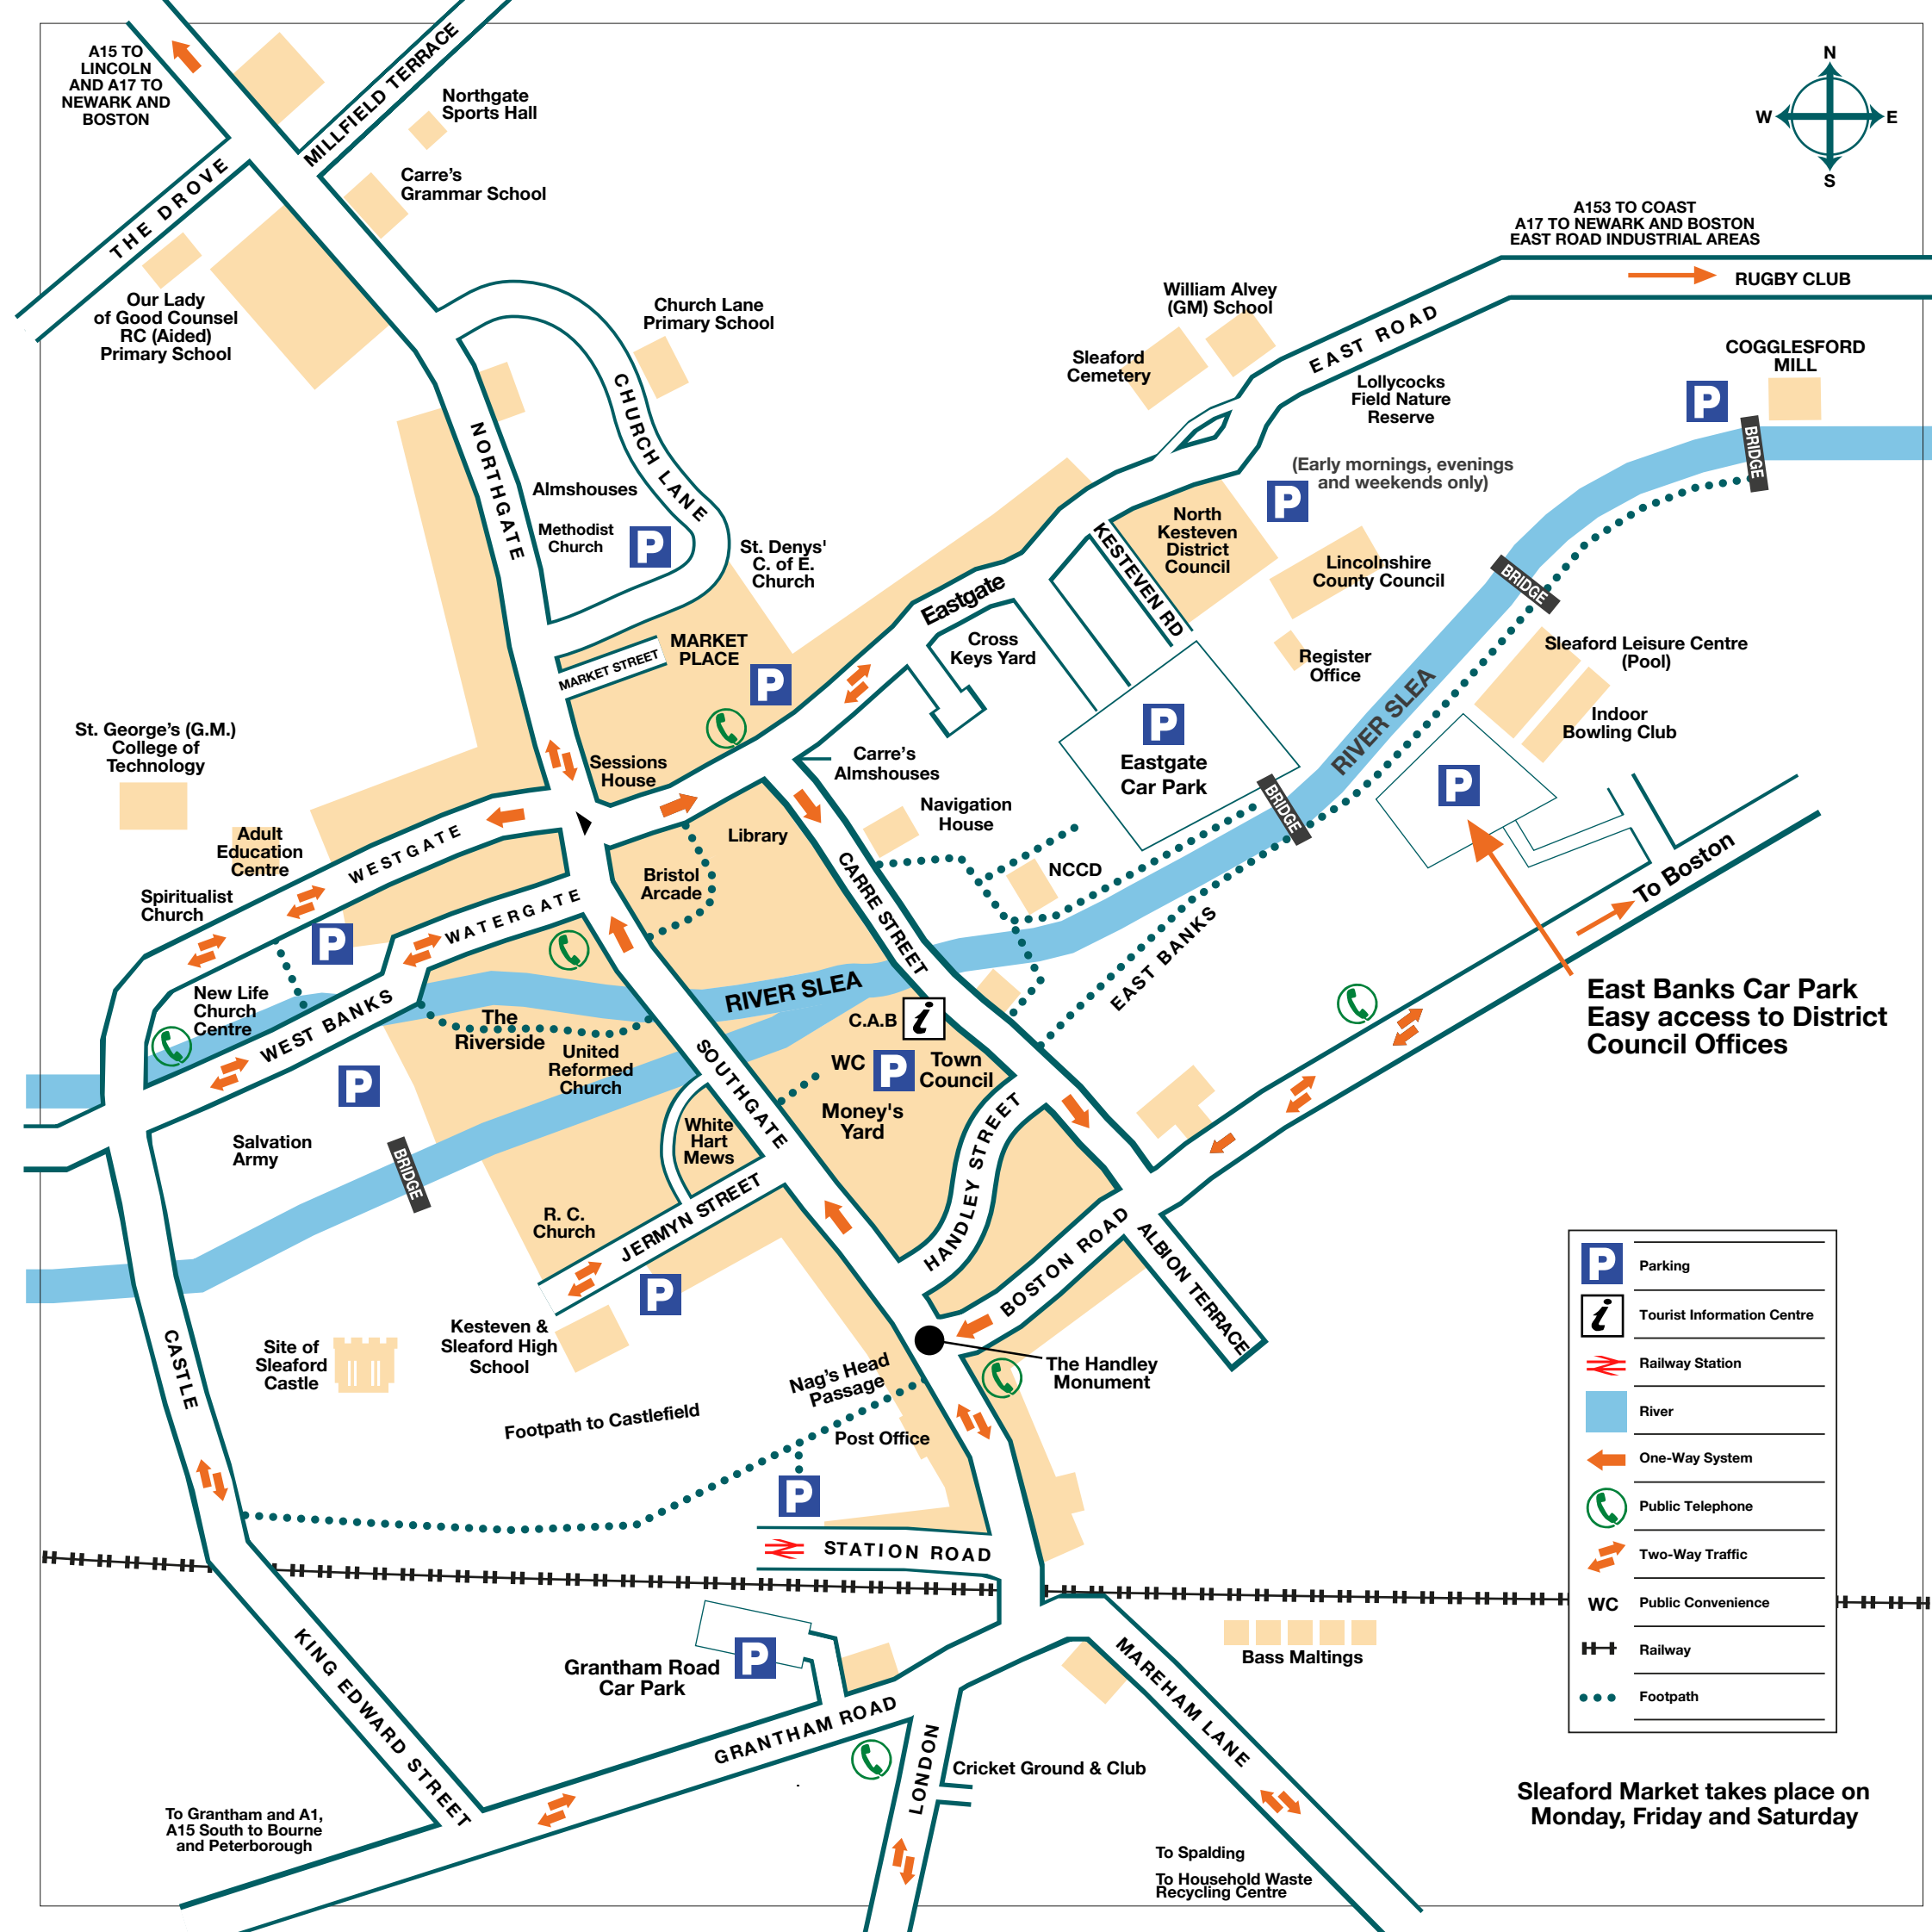 A15 TO
LINCOLN
AND A17 TO
NEWARK AND
BOSTON
MILLFIELD TERRACE
Northgate
Sports Hall
Carre's
Grammar School
THE DROVE
Our Lady
of Good Counsel
RC (Aided)
Primary School
N
W
E
S
A153 TO COAST
A17 TO NEWARK AND BOSTON
EAST ROAD INDUSTRIAL AREAS
RUGBY CLUB
Church Lane
Primary School
CHURCH LANE
William Alvey
(GM) School
Sleaford
Cemetery
EAST ROAD
Lollycocks
Field Nature
Reserve
COGGLESFORD
MILL
P
BRIDGE
NORTHGATE
Almshouses
Methodist
Church
P
St. Denys'
C. of E.
Church
(Early mornings, evenings
and weekends only)
P
North
Kesteven
District
Council
KESTEVEN RD
Lincolnshire
County Council
BRIDGE
Eastgate
Cross
Keys Yard
Register
Office
Sleaford Leisure Centre
(Pool)
Indoor
Bowling Club
MARKET
PLACE
MARKET STREET
P
RIVER SLEA
St. George's (G.M.)
College of
Technology
Sessions
House
Carre's
Almshouses
P
Eastgate
Car Park
P
BRIDGE
Navigation
House
Library
Adult
Education
Centre
WESTGATE
Spiritualist
Church
Bristol
Arcade
CARRE STREET
NCCD
To Boston
P
WATERGATE
EAST BANKS
New Life
Church
Centre
WEST BANKS
The
Riverside
RIVER SLEA
C.A.B
i
East Banks Car Park
Easy access to District
Council Offices
United
Reformed
Church
SOUTHGATE
WC
P
Town
Council
Money's
Yard
P
Salvation
Army
BRIDGE
White
Hart
Mews
HANDLEY STREET
R. C.
Church
JERMYN STREET
BOSTON ROAD
ALBION TERRACE
P
Kesteven &
Sleaford High
School
Site of
Sleaford
Castle
CASTLE
The Handley
Monument
Nag's Head
Passage
Footpath to Castlefield
Post Office
P
STATION ROAD
P
Parking
i
Tourist Information Centre
Railway Station
River
One-Way System
Public Telephone
Two-Way Traffic
WC
Public Convenience
Railway
Footpath
Grantham Road
Car Park
P
KING EDWARD STREET
GRANTHAM ROAD
LONDON
Cricket Ground & Club
MAREHAM LANE
Bass Maltings
Sleaford Market takes place on
Monday, Friday and Saturday
To Grantham and A1,
A15 South to Bourne
and Peterborough
To Spalding
To Household Waste
Recycling Centre